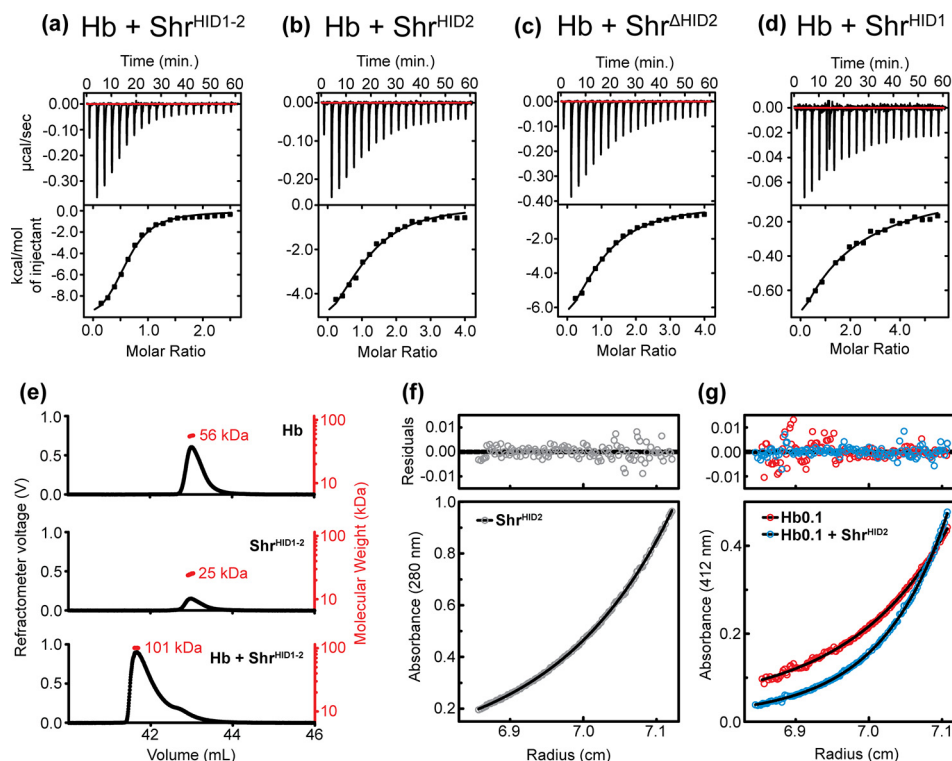 (a) Hb + Shr^HID1-2
Time (min.)
0 10 20 30 40 50 60
µcal/sec
0.00
-0.10
-0.20
-0.30
kcal/mol
of injectant
0.0
-2.0
-4.0
-6.0
-8.0
0.0 1.0 2.0
Molar Ratio
(b) Hb + Shr^HID2
Time (min.)
0 10 20 30 40 50 60
0.00
-0.10
-0.20
0.0
-2.0
-4.0
0.0 1.0 2.0 3.0 4.0
Molar Ratio
(c) Hb + Shr^ΔHID2
Time (min.)
0 10 20 30 40 50 60
0.00
-0.10
-0.20
-0.30
-0.40
0
-2.0
-4.0
-6.0
0.0 1.0 2.0 3.0 4.0
Molar Ratio
(d) Hb + Shr^HID1
Time (min.)
0 10 20 30 40 50 60
0.00
-0.02
-0.04
-0.06
-0.20
-0.40
-0.60
0.0 2.0 4.0
Molar Ratio
(e)
Refractometer voltage (V)
Molecular Weight (kDa)
1.0
0.5
0.0
56 kDa
Hb
100
10
1.0
0.5
0.0
25 kDa
Shr^HID1-2
100
10
1.0
0.5
0.0
101 kDa
Hb + Shr^HID1-2
100
10
42 44 46
Volume (mL)
(f)
Residuals
0.01
0.00
-0.01
Shr^HID2
Absorbance (280 nm)
1.0
0.8
0.6
0.4
0.2
6.9 7.0 7.1
Radius (cm)
(g)
0.01
0.00
-0.01
Hb0.1
Hb0.1 + Shr^HID2
Absorbance (412 nm)
0.4
0.2
0.0
6.9 7.0 7.1
Radius (cm)